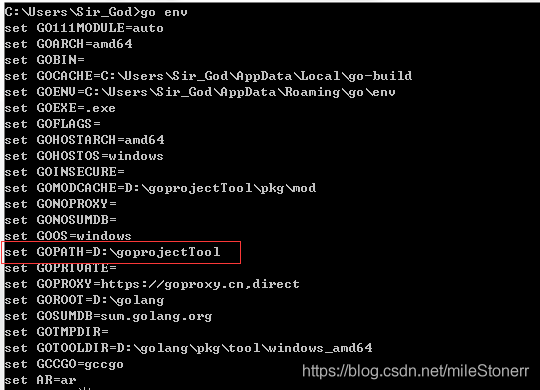 C:\Users\Sir_God>go env
set GO111MODULE=auto
set GOARCH=amd64
set GOBIN=
set GOCACHE=C:\Users\Sir_God\AppData\Local\go-build
set GOENV=C:\Users\Sir_God\AppData\Roaming\go\env
set GOEXE=.exe
set GOFLAGS=
set GOHOSTARCH=amd64
set GOHOSTOS=windows
set GOINSECURE=
set GOMODCACHE=D:\goprojectTool\pkg\mod
set GONOPROXY=
set GONOSUMDB=
set GOOS=windows
set GOPATH=D:\goprojectTool
set GOPRIVATE=
set GOPROXY=https://goproxy.cn,direct
set GOROOT=D:\golang
set GOSUMDB=sum.golang.org
set GOTMPDIR=
set GOTOOLDIR=D:\golang\pkg\tool\windows_amd64
set GCCGO=gccgo
set AR=ar
https://blog.csdn.net/mileStonerr